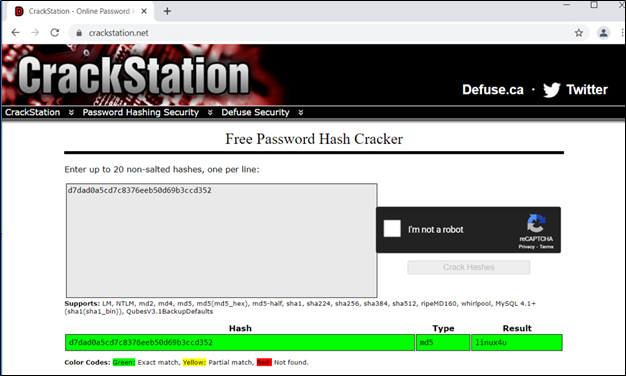 CrackStation - Online Password H
crackstation.net
CrackStation
Defuse.ca · Twitter
CrackStation Password Hashing Security Defuse Security
Free Password Hash Cracker
Enter up to 20 non-salted hashes, one per line:
d7dad0a5cd7c8376eeb50d69b3ccd352
I'm not a robot
reCAPTCHA
Privacy - Terms
Crack Hashes
Supports: LM, NTLM, md2, md4, md5, md5(md5_hex), md5-half, sha1, sha224, sha256, sha384, sha512, ripeMD160, whirlpool, MySQL 4.1+
(sha1(sha1_bin)), QubesV3.1BackupDefaults
Hash Type Result
d7dad0a5cd7c8376eeb50d69b3ccd352 md5 linux4u
Color Codes: Green: Exact match, Yellow: Partial match, Red: Not found.